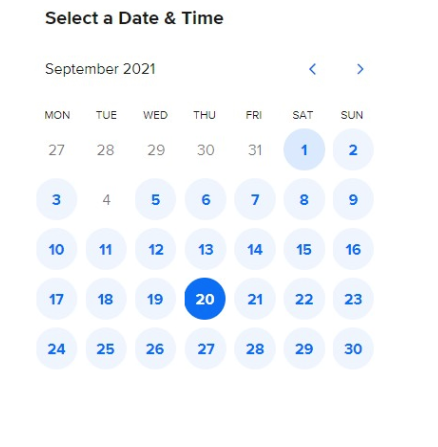 Select a Date & Time
September 2021
MON TUE WED THU FRI SAT SUN
27 28 29 30 31 1 2
3 4 5 6 7 8 9
10 11 12 13 14 15 16
17 18 19 20 21 22 23
24 25 26 27 28 29 30